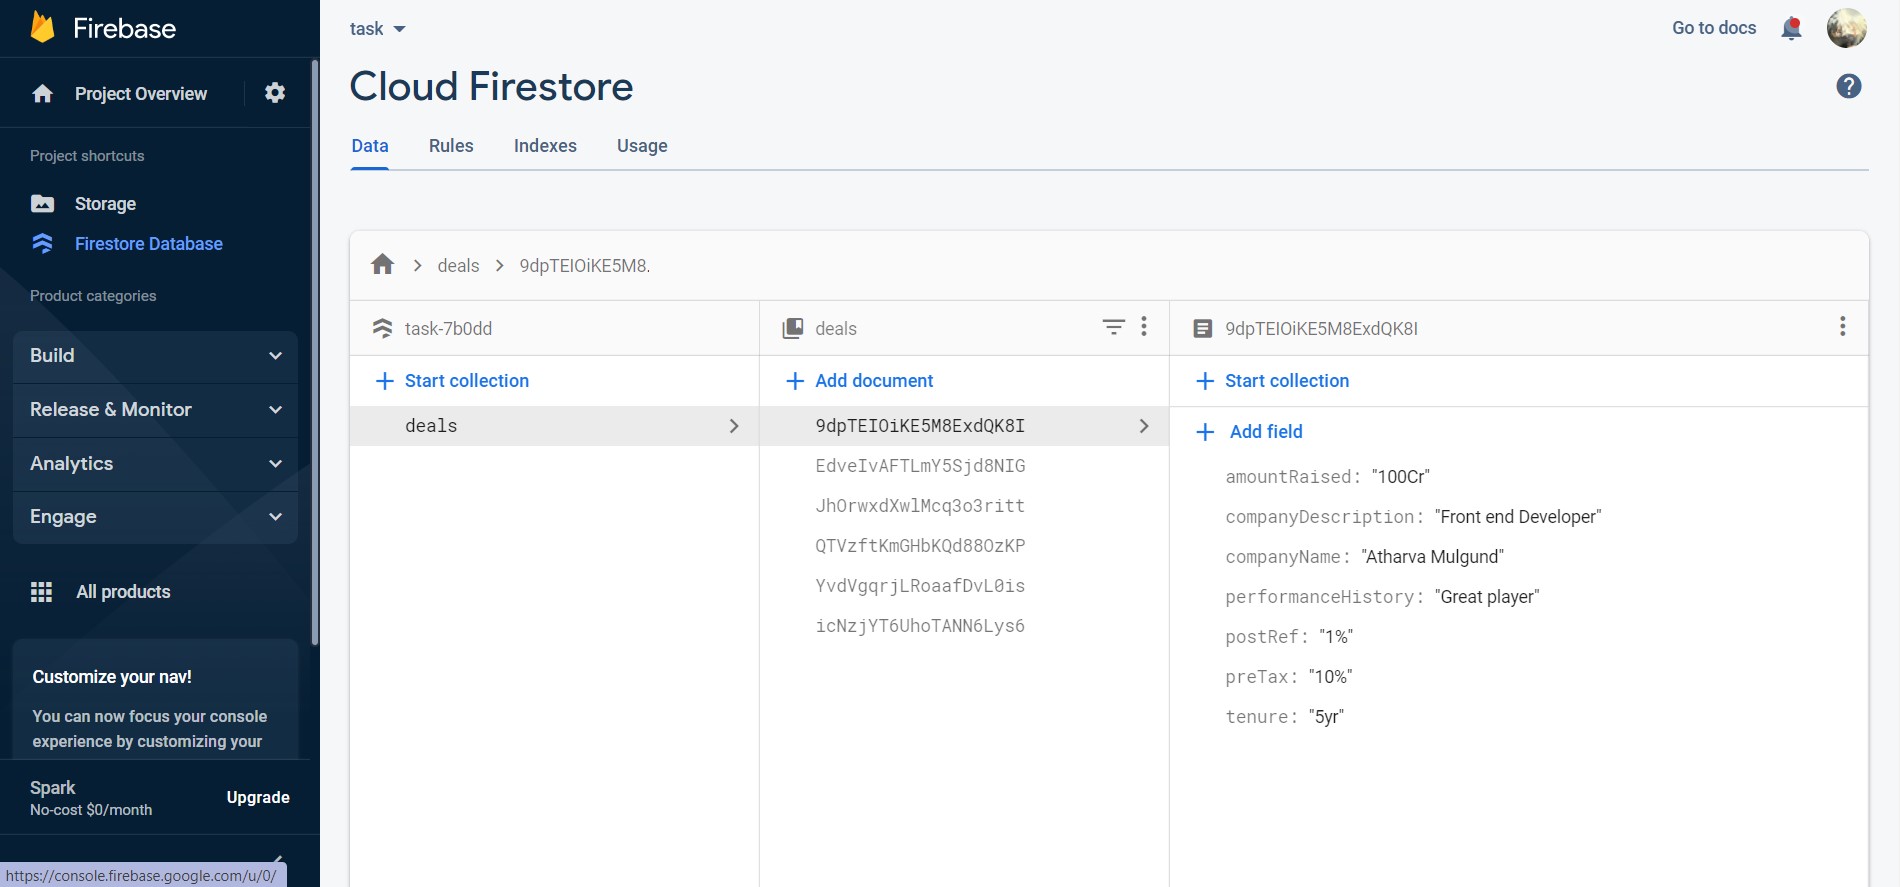 Firebase
Project Overview
Project shortcuts
Storage
Firestore Database
Product categories
Build
Release & Monitor
Analytics
Engage
All products
Customize your nav!
You can now focus your console
experience by customizing your
Spark
No-cost $0/month
Upgrade
https://console.firebase.google.com/u/0/
task
Go to docs
Cloud Firestore
Data
Rules
Indexes
Usage
deals
9dpTEIOiKE5M8.
task-7b0dd
Start collection
deals
deals
Add document
9dpTEIOiKE5M8ExdQK8I
EdveIvAFTLmY5Sjd8NIG
JhOrwxdXwlMcq3o3ritt
QTVzftKmGHbKQd88OzKP
YvdVgqrjLRoaafDvL0is
icNzjYT6UhoTANN6Lys6
9dpTEIOiKE5M8ExdQK8I
Start collection
Add field
amountRaised: "100Cr"
companyDescription: "Front end Developer"
companyName: "Atharva Mulgund"
performanceHistory: "Great player"
postRef: "1%"
preTax: "10%"
tenure: "5yr"